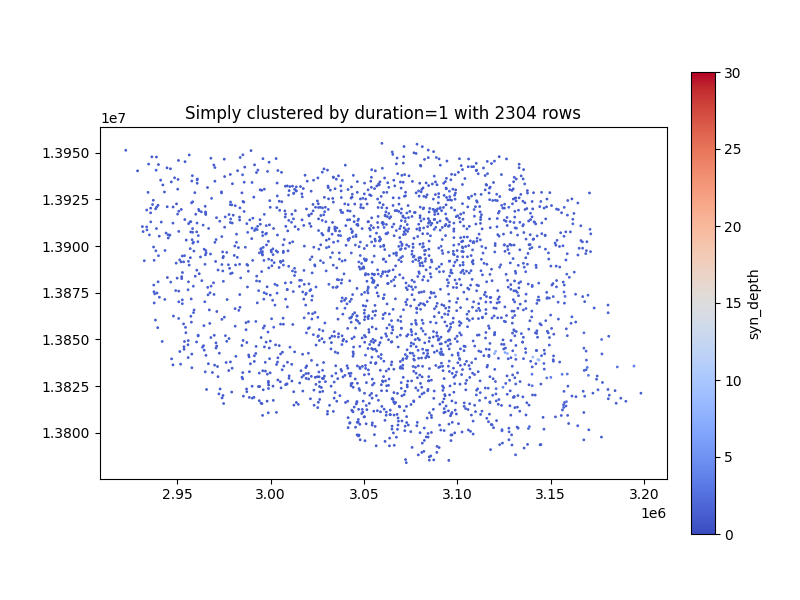 Simply clustered by duration=1 with 2304 rows
1e7
1.3950
1.3925
1.3900
1.3875
1.3850
1.3825
1.3800
2.95 3.00 3.05 3.10 3.15 3.20
1e6
30
25
20
15
10
5
0
syn_depth